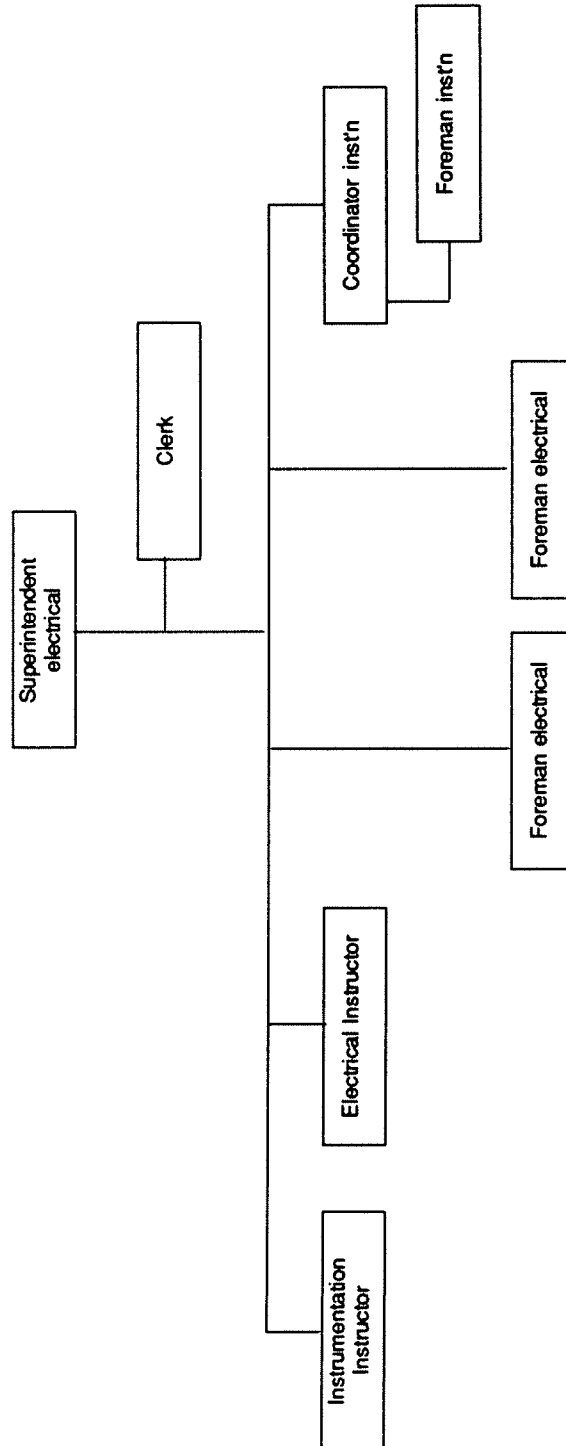 Superintendent
electrical
Clerk
Instrumentation
Instructor
Electrical Instructor
Foreman electrical
Foreman electrical
Coordinator inst'n
Foreman inst'n